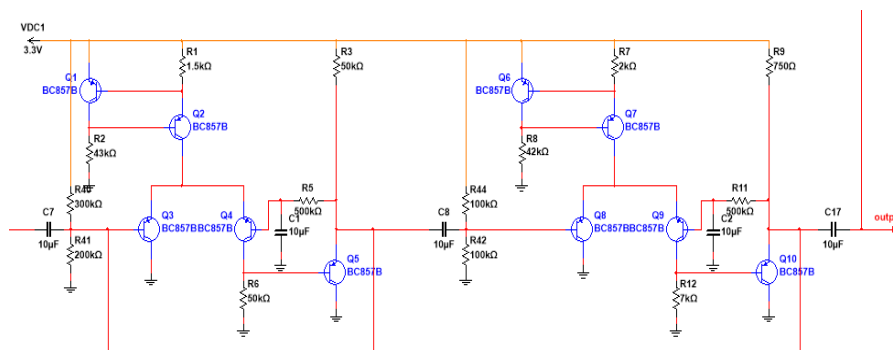 VDC1
3.3V
R1
1.5kΩ
R3
50kΩ
R7
2kΩ
R9
750Ω
Q1
BC857B
Q6
BC857B
Q2
BC857B
Q7
BC857B
R2
43kΩ
R8
42kΩ
R40
300kΩ
R5
500kΩ
R44
100kΩ
R11
500kΩ
C7
10µF
Q3
BC857B
Q4
BC857B
C1
10µF
C8
10µF
Q8
BC857B
Q9
BC857B
C2
10µF
C17
10µF
outp
R41
200kΩ
R42
100kΩ
Q5
BC857B
Q10
BC857B
R6
50kΩ
R12
7kΩ